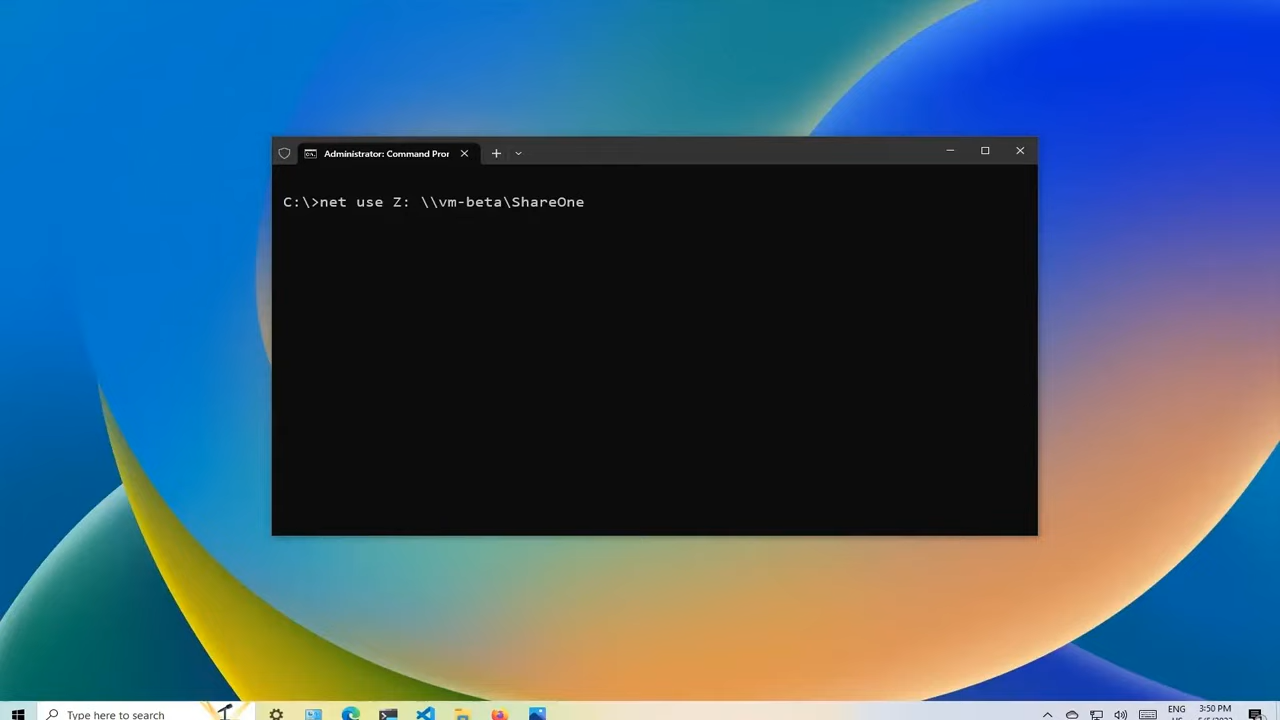 Administrator: Command Pror
C:\>net use Z: \\vm-beta\ShareOne
Type here to search
ENG
3:50 PM